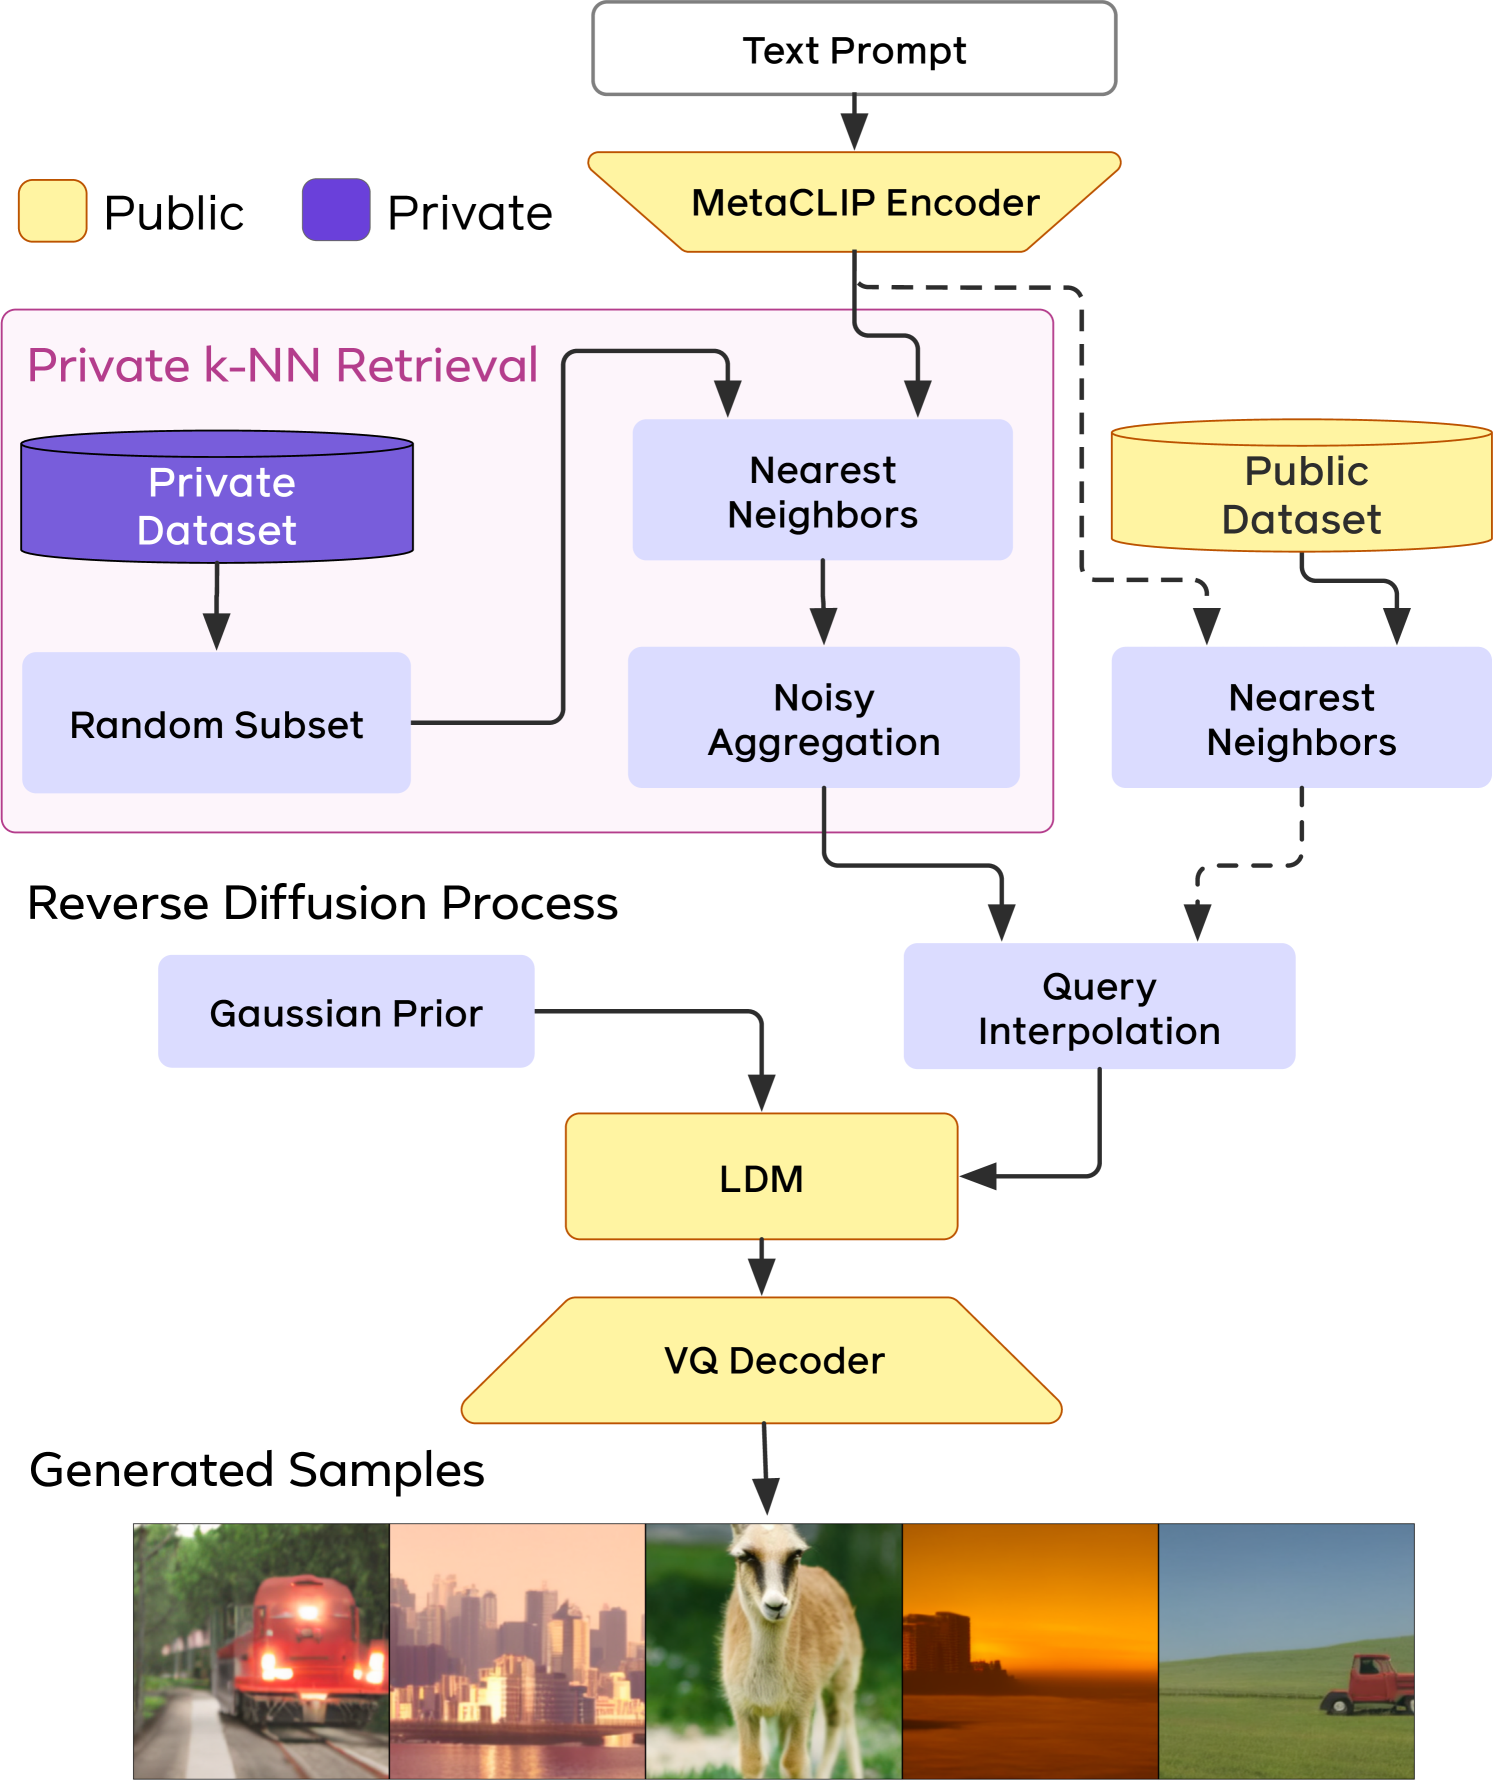 Text Prompt
MetaCLIP Encoder
Public
Private
Private k-NN Retrieval
Private
Dataset
Nearest
Neighbors
Public
Dataset
Random Subset
Noisy
Aggregation
Nearest
Neighbors
Reverse Diffusion Process
Gaussian Prior
Query
Interpolation
LDM
VQ Decoder
Generated Samples